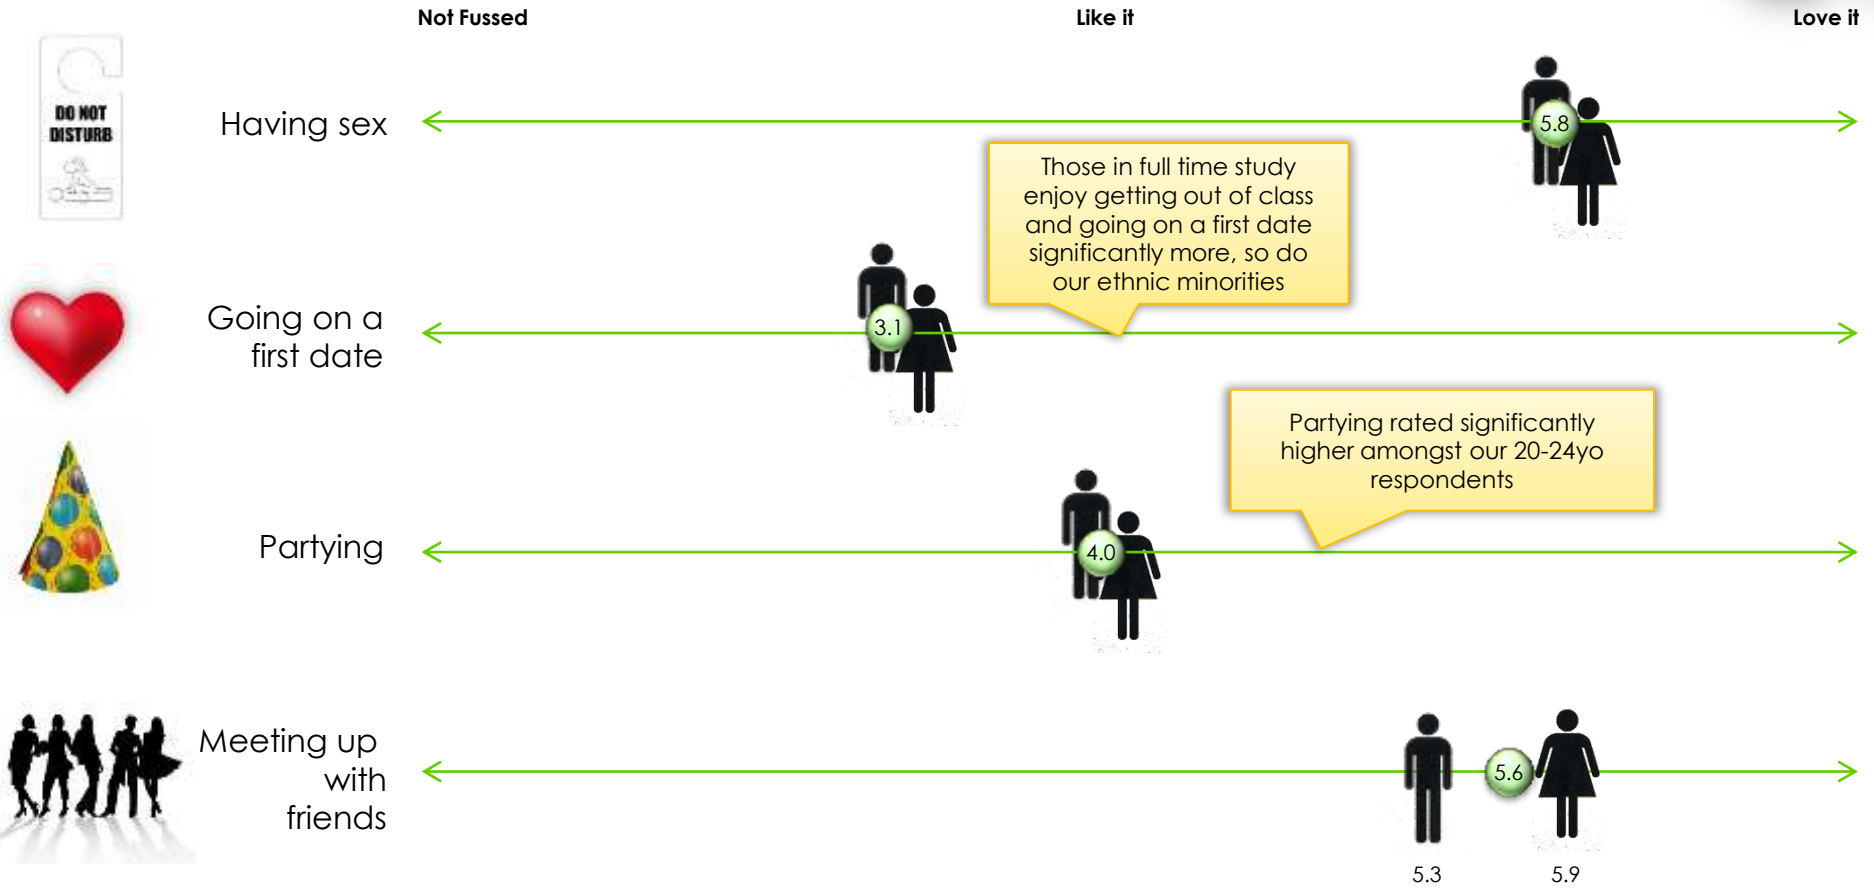 Not Fussed
Like it
Love it
DO NOT
DISTURB
Having sex
5.8
Those in full time study
enjoy getting out of class
and going on a first date
significantly more, so do
our ethnic minorities
Going on a
first date
3.1
Partying rated significantly
higher amongst our 20-24yo
respondents
Partying
4.0
Meeting up
with
friends
5.6
5.3
5.9